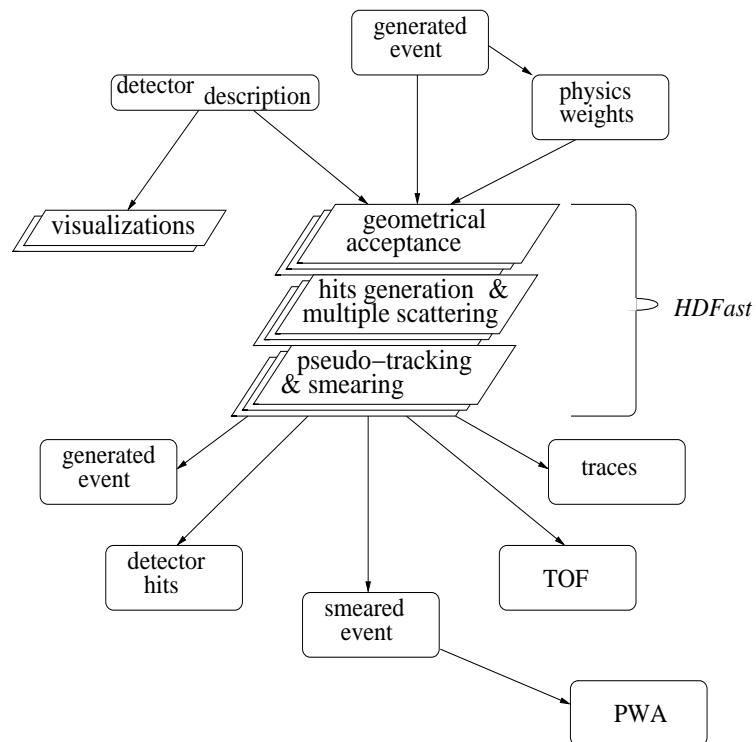 generated
event
detector description
physics
weights
visualizations
geometrical
acceptance
hits generation &
multiple scattering
HDFast
pseudo-tracking
& smearing
generated
event
traces
detector
hits
TOF
smeared
event
PWA